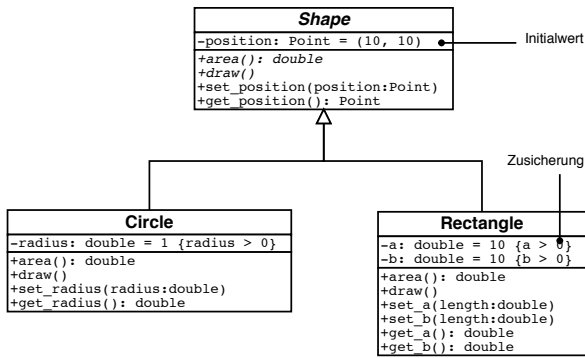 Shape
-position: Point = (10, 10)
Initialwert
+area(): double
+draw()
+set_position(position:Point)
+get_position(): Point
Zusicherung
Circle
-radius: double = 1 {radius > 0}
+area(): double
+draw()
+set_radius(radius:double)
+get_radius(): double
Rectangle
-a: double = 10 {a > 0}
-b: double = 10 {b > 0}
+area(): double
+draw()
+set_a(length:double)
+set_b(length:double)
+get_a(): double
+get_b(): double